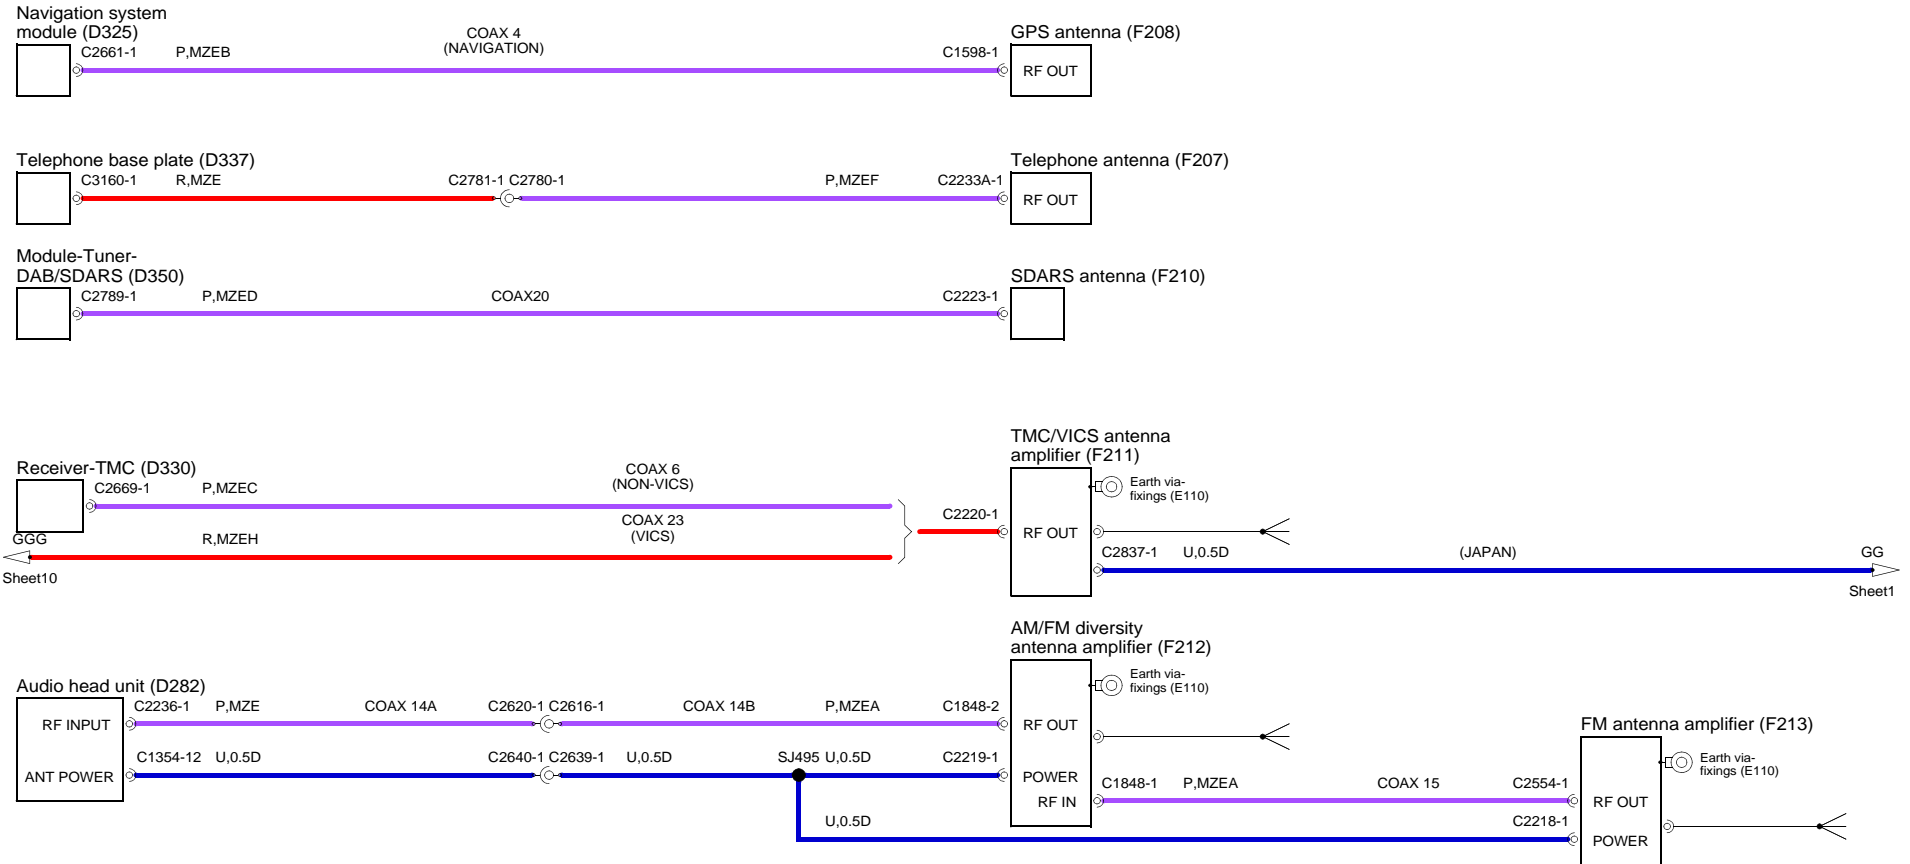 Navigation system
module (D325)
C2661-1 P,MZEB
COAX 4
(NAVIGATION)
C1598-1
GPS antenna (F208)
RF OUT
Telephone base plate (D337)
C3160-1 R,MZE C2781-1 C2780-1 P,MZEF C2233A-1
Telephone antenna (F207)
RF OUT
Module-Tuner-
DAB/SDARS (D350)
C2789-1 P,MZED COAX20 C2223-1
SDARS antenna (F210)
TMC/VICS antenna
amplifier (F211)
Receiver-TMC (D330)
C2669-1 P,MZEC
COAX 6
(NON-VICS)
Earth via-
fixings (E110)
COAX 23
(VICS)
C2220-1
RF OUT
GGG
R,MZEH
Sheet10
C2837-1 U,0.5D (JAPAN) GG
Sheet1
AM/FM diversity
antenna amplifier (F212)
Earth via-
fixings (E110)
Audio head unit (D282)
C2236-1 P,MZE COAX 14A C2620-1 C2616-1 COAX 14B P,MZEA C1848-2
RF INPUT
RF OUT
FM antenna amplifier (F213)
C1354-12 U,0.5D C2640-1 C2639-1 U,0.5D SJ495 U,0.5D C2219-1
Earth via-
fixings (E110)
ANT POWER
POWER
C1848-1 P,MZEA COAX 15 C2554-1
RF IN
RF OUT
U,0.5D C2218-1
POWER